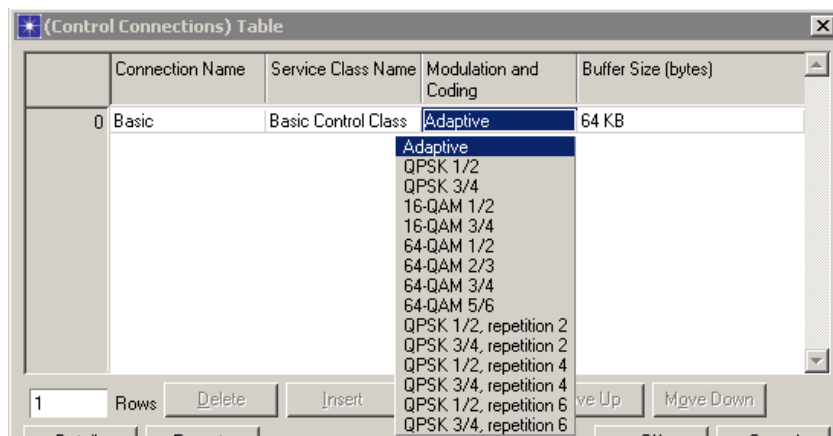 (Control Connections) Table
Connection Name Service Class Name Modulation and Coding Buffer Size (bytes)
0 Basic Basic Control Class Adaptive 64 KB
Adaptive
QPSK 1/2
QPSK 3/4
16-QAM 1/2
16-QAM 3/4
64-QAM 1/2
64-QAM 2/3
64-QAM 3/4
64-QAM 5/6
QPSK 1/2, repetition 2
QPSK 3/4, repetition 2
QPSK 1/2, repetition 4
QPSK 3/4, repetition 4
QPSK 1/2, repetition 6
QPSK 3/4, repetition 6
1 Rows Delete Insert ve Up Move Down